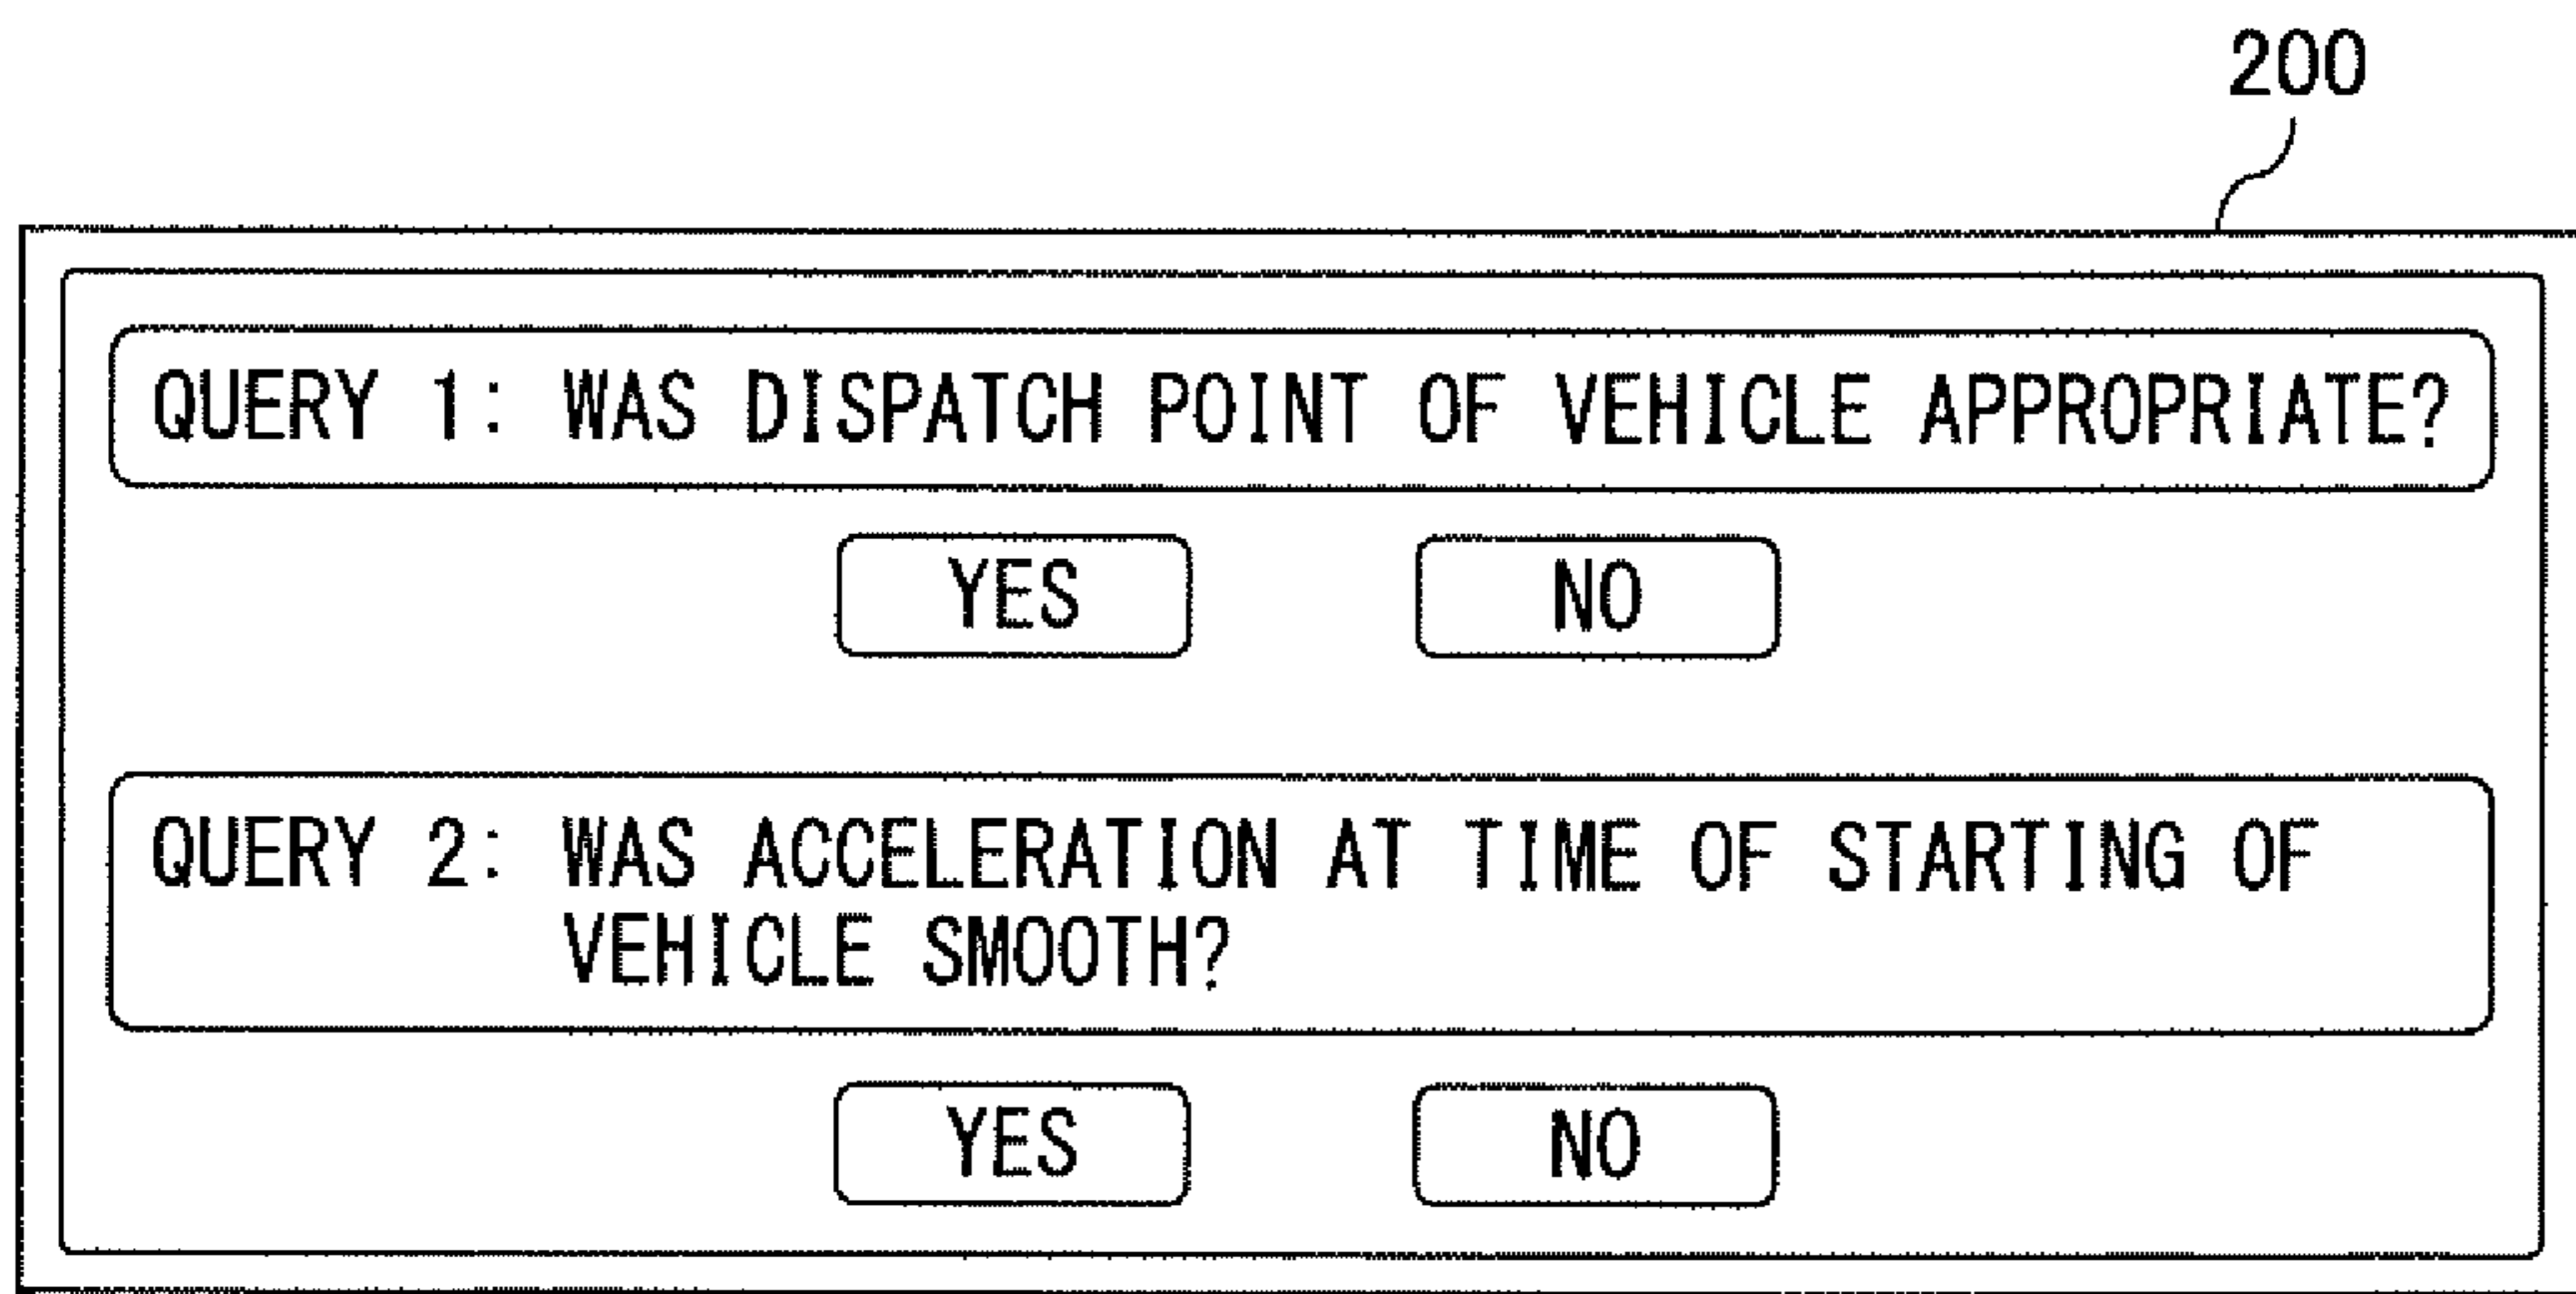 200
QUERY 1: WAS DISPATCH POINT OF VEHICLE APPROPRIATE?
YES NO
QUERY 2: WAS ACCELERATION AT TIME OF STARTING OF
VEHICLE SMOOTH?
YES NO